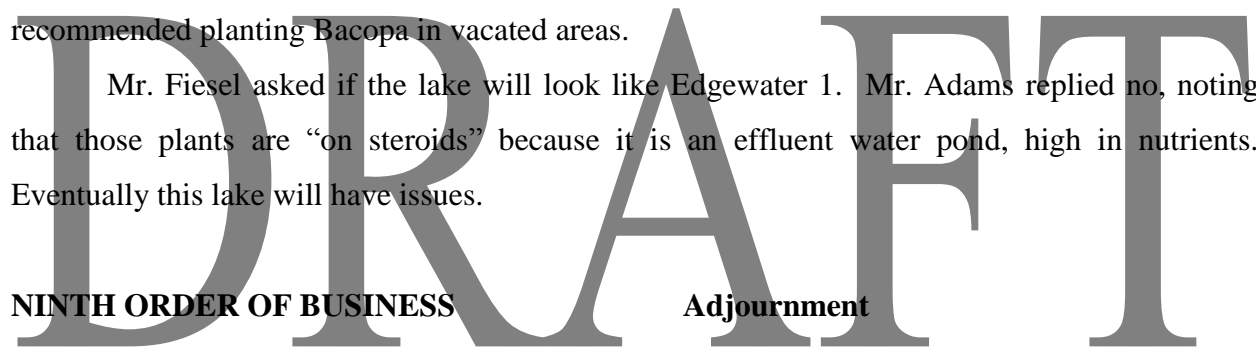 recommended planting Bacopa in vacated areas.
Mr. Fiesel asked if the lake will look like Edgewater 1. Mr. Adams replied no, noting
that those plants are “on steroids” because it is an effluent water pond, high in nutrients.
Eventually this lake will have issues.
NINTH ORDER OF BUSINESS Adjournment
DRAFT